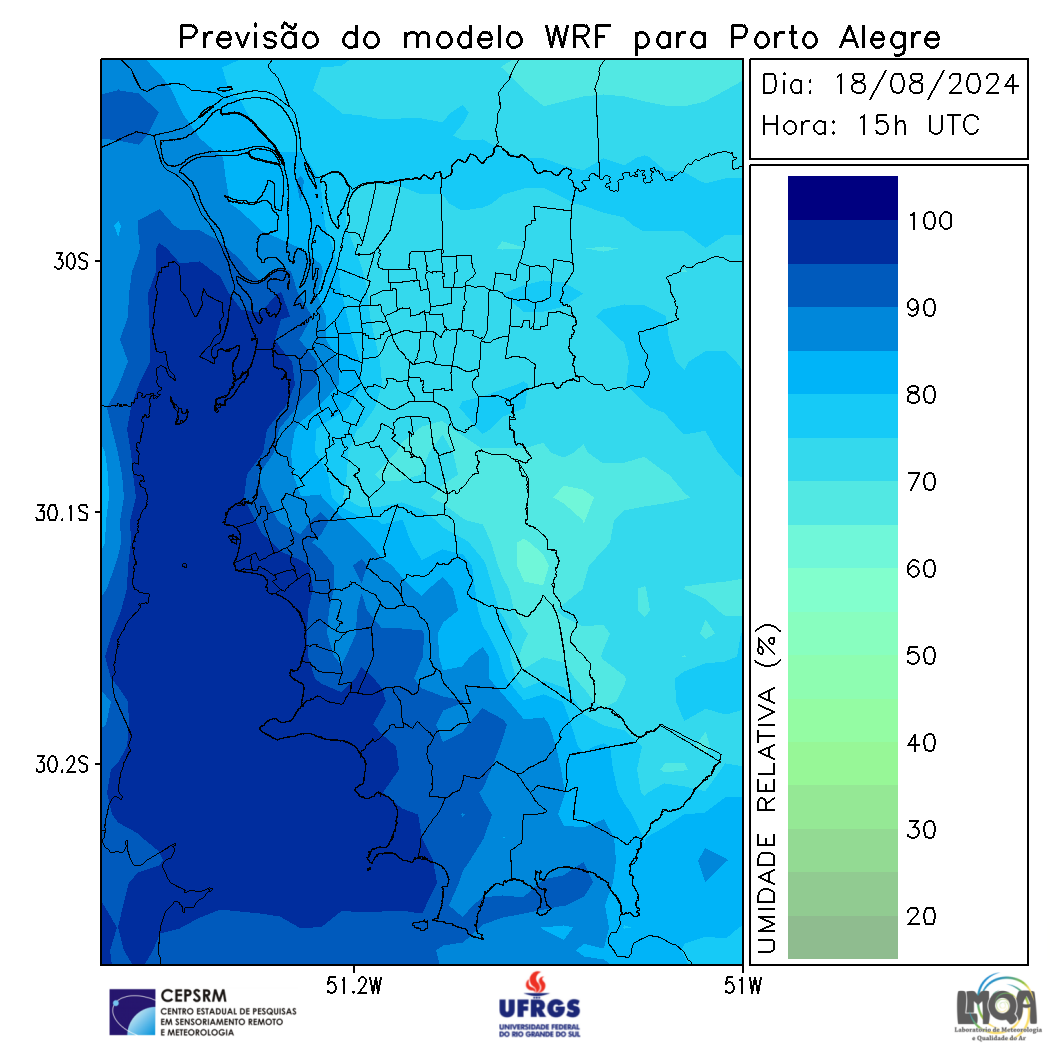 Previsão do modelo WRF para Porto Alegre
Dia: 18/08/2024
Hora: 15h UTC
100
90
80
70
60
50
40
30
20
UMIDADE RELATIVA (%)
30S
30.1S
30.2S
51.2W
51W
CEPSRM
CENTRO ESTADUAL DE PESQUISAS
EM SENSORIAMENTO REMOTO
E METEOROLOGIA
UFRGS
UNIVERSIDADE FEDERAL
DO RIO GRANDE DO SUL
LMQA
Laboratório de Meteorologia
e Qualidade do Ar